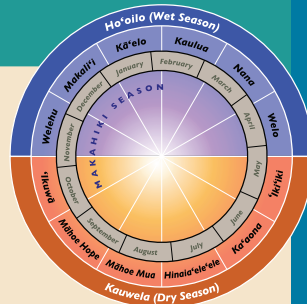 Hoʻoilo (Wet Season)
Welehu
Makaliʻi
Kāʻelo
Kaulua
Nana
Welo
ʻIkiʻiki
Kaʻaona
Hinaiaʻeleʻele
Māhoe Mua
Māhoe Hope
ʻIkuwā
November
December
January
February
March
April
May
June
July
August
September
October
MAKAHIKI SEASON
Kauwela (Dry Season)